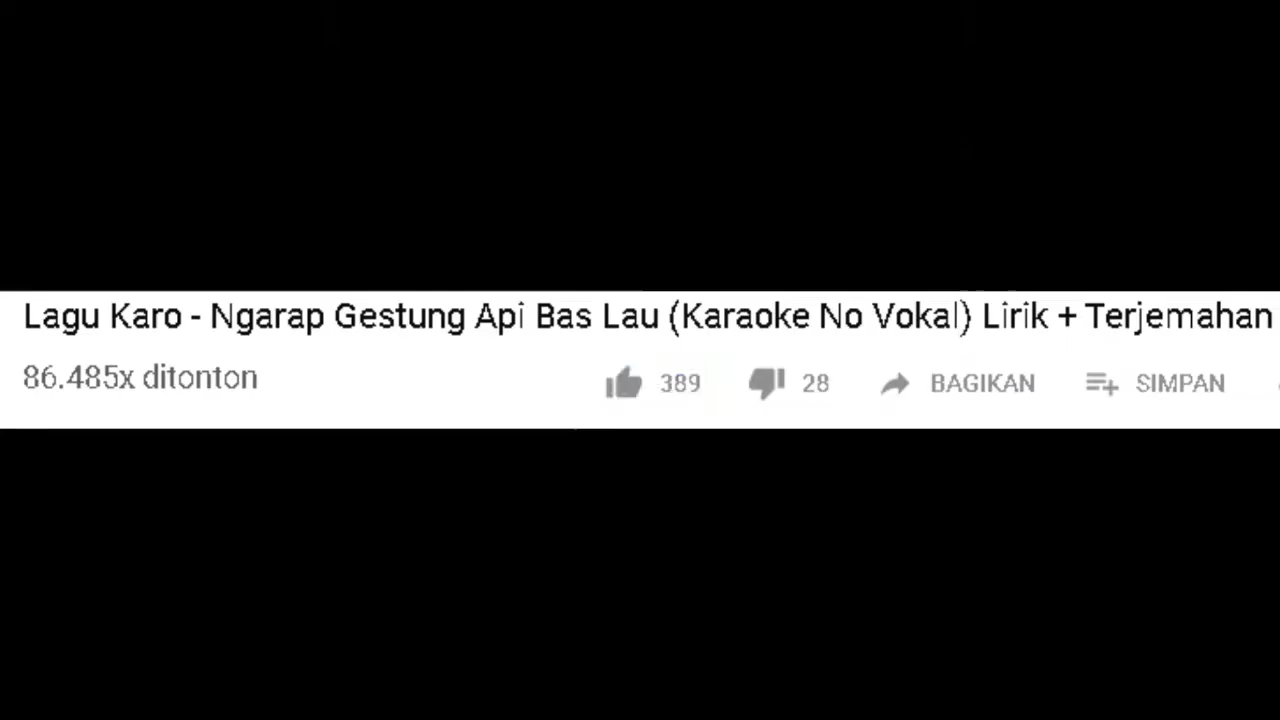 Lagu Karo - Ngarap Gestung Api Bas Lau (Karaoke No Vokal) Lirik + Terjemahan
86.485x ditonton 389 28 BAGIKAN SIMPAN